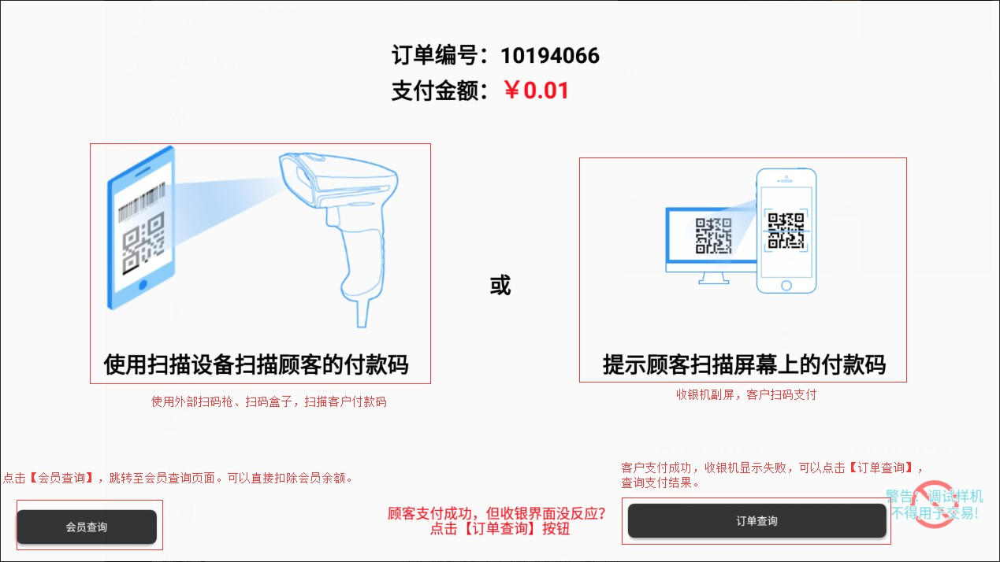 订单编号：10194066
支付金额：￥0.01
或
使用扫描设备扫描顾客的付款码
提示顾客扫描屏幕上的付款码
使用外部扫码枪、扫码盒子，扫描客户付款码
收银机副屏，客户扫码支付
点击【会员查询】，跳转至会员查询页面。可以直接扣除会员余额。
客户支付成功，收银机显示失败，可以点击【订单查询】，
查询支付结果。
会员查询
顾客支付成功，但收银界面没反应？
点击【订单查询】按钮
订单查询
警告：调试样机
不得用于交易!